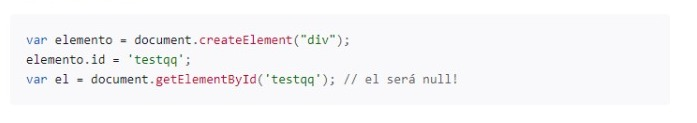 var elemento = document.createElement("div");
elemento.id = 'testqq';
var el = document.getElementById('testqq'); // el será null!